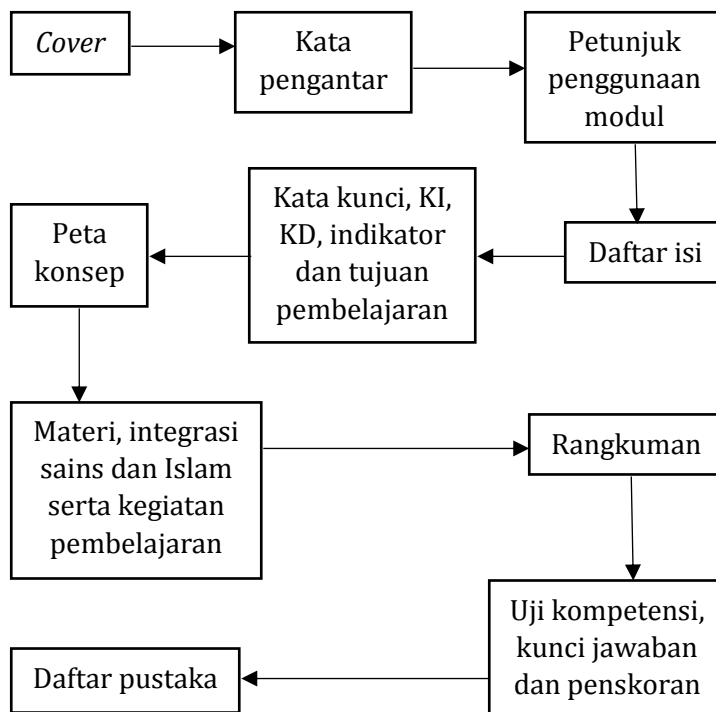 Cover
Kata
pengantar
Petunjuk
penggunaan
modul
Daftar isi
Kata kunci, KI,
KD, indikator
dan tujuan
pembelajaran
Peta
konsep
Materi, integrasi
sains dan Islam
serta kegiatan
pembelajaran
Rangkuman
Uji kompetensi,
kunci jawaban
dan penskoran
Daftar pustaka